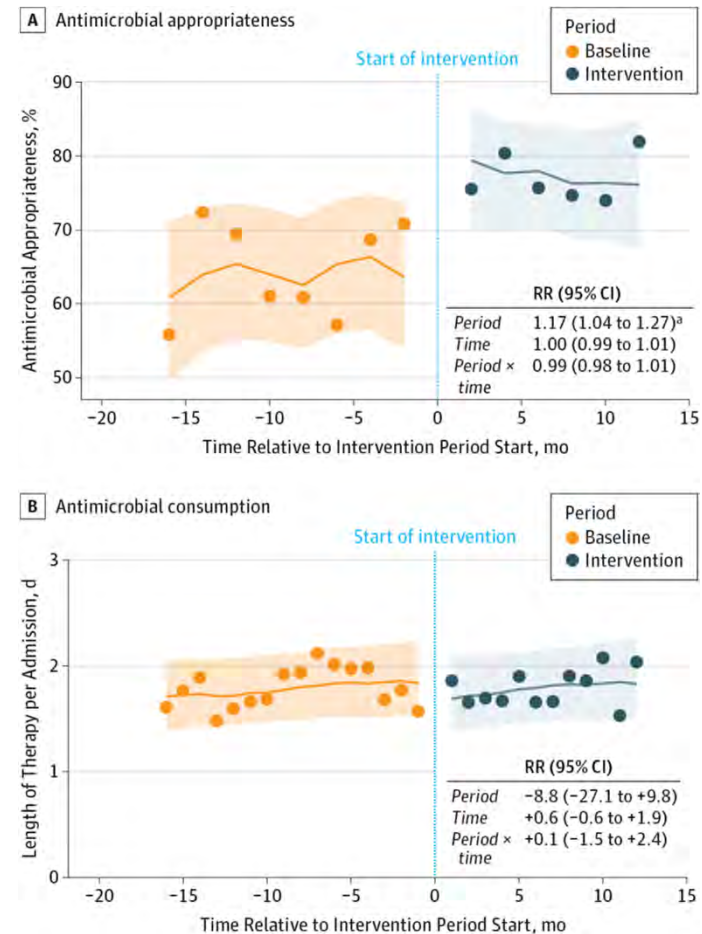 A Antimicrobial appropriateness
Period
Baseline
Intervention
Start of intervention
Antimicrobial Appropriateness, %
90
80
70
60
50
RR (95% CI)
Period 1.17 (1.04 to 1.27)a
Time 1.00 (0.99 to 1.01)
Period × 0.99 (0.98 to 1.01)
time
−20 −15 −10 −5 0 5 10 15
Time Relative to Intervention Period Start, mo
B Antimicrobial consumption
Period
Baseline
Intervention
Start of intervention
Length of Therapy per Admission, d
3
2
1
0
RR (95% CI)
Period −8.8 (−27.1 to +9.8)
Time +0.6 (−0.6 to +1.9)
Period × +0.1 (−1.5 to +2.4)
time
−20 −15 −10 −5 0 5 10 15
Time Relative to Intervention Period Start, mo